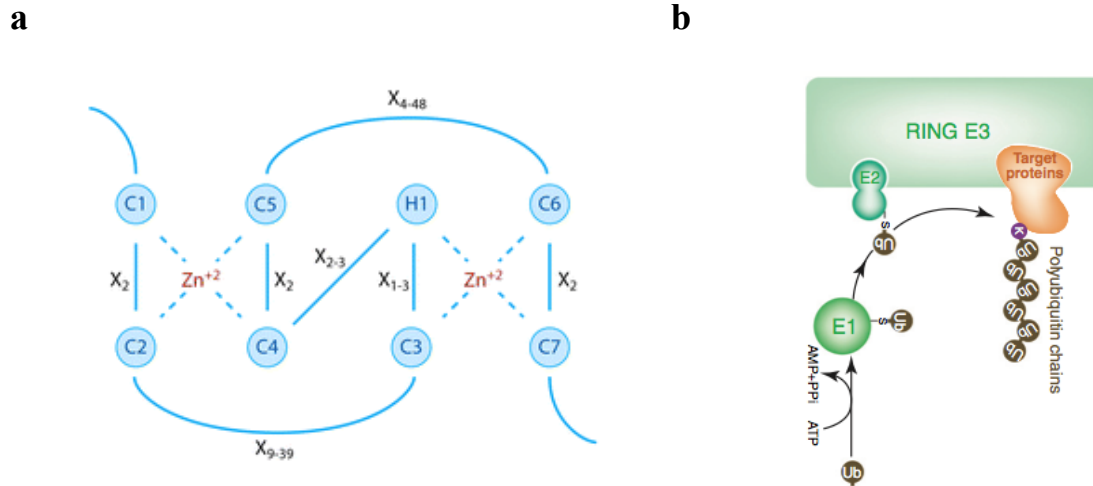 a
b
X4-48
C1
C5
H1
C6
X2
Zn+2
X2
X2-3
X1-3
Zn+2
X2
C2
C4
C3
C7
X9-39
RING E3
E2
Target
proteins
S
Ub
K
Ub
Ub
Ub
Ub
Ub
Ub
Polyubiquitin chains
E1
S
Ub
AMP+PPi
ATP
Ub